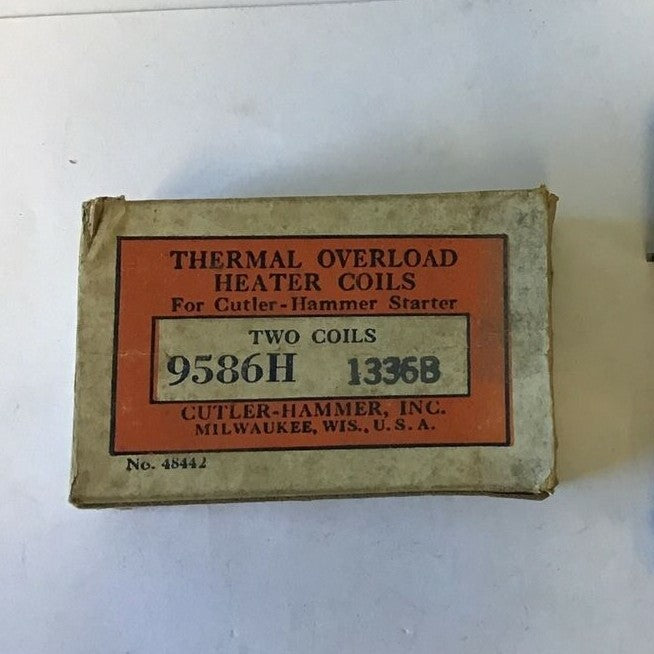 THERMAL OVERLOAD
HEATER COILS
For Cutler-Hammer Starter
TWO COILS
9586H 1336B
CUTLER-HAMMER, INC.
MILWAUKEE, WIS., U.S.A.
No. 48442